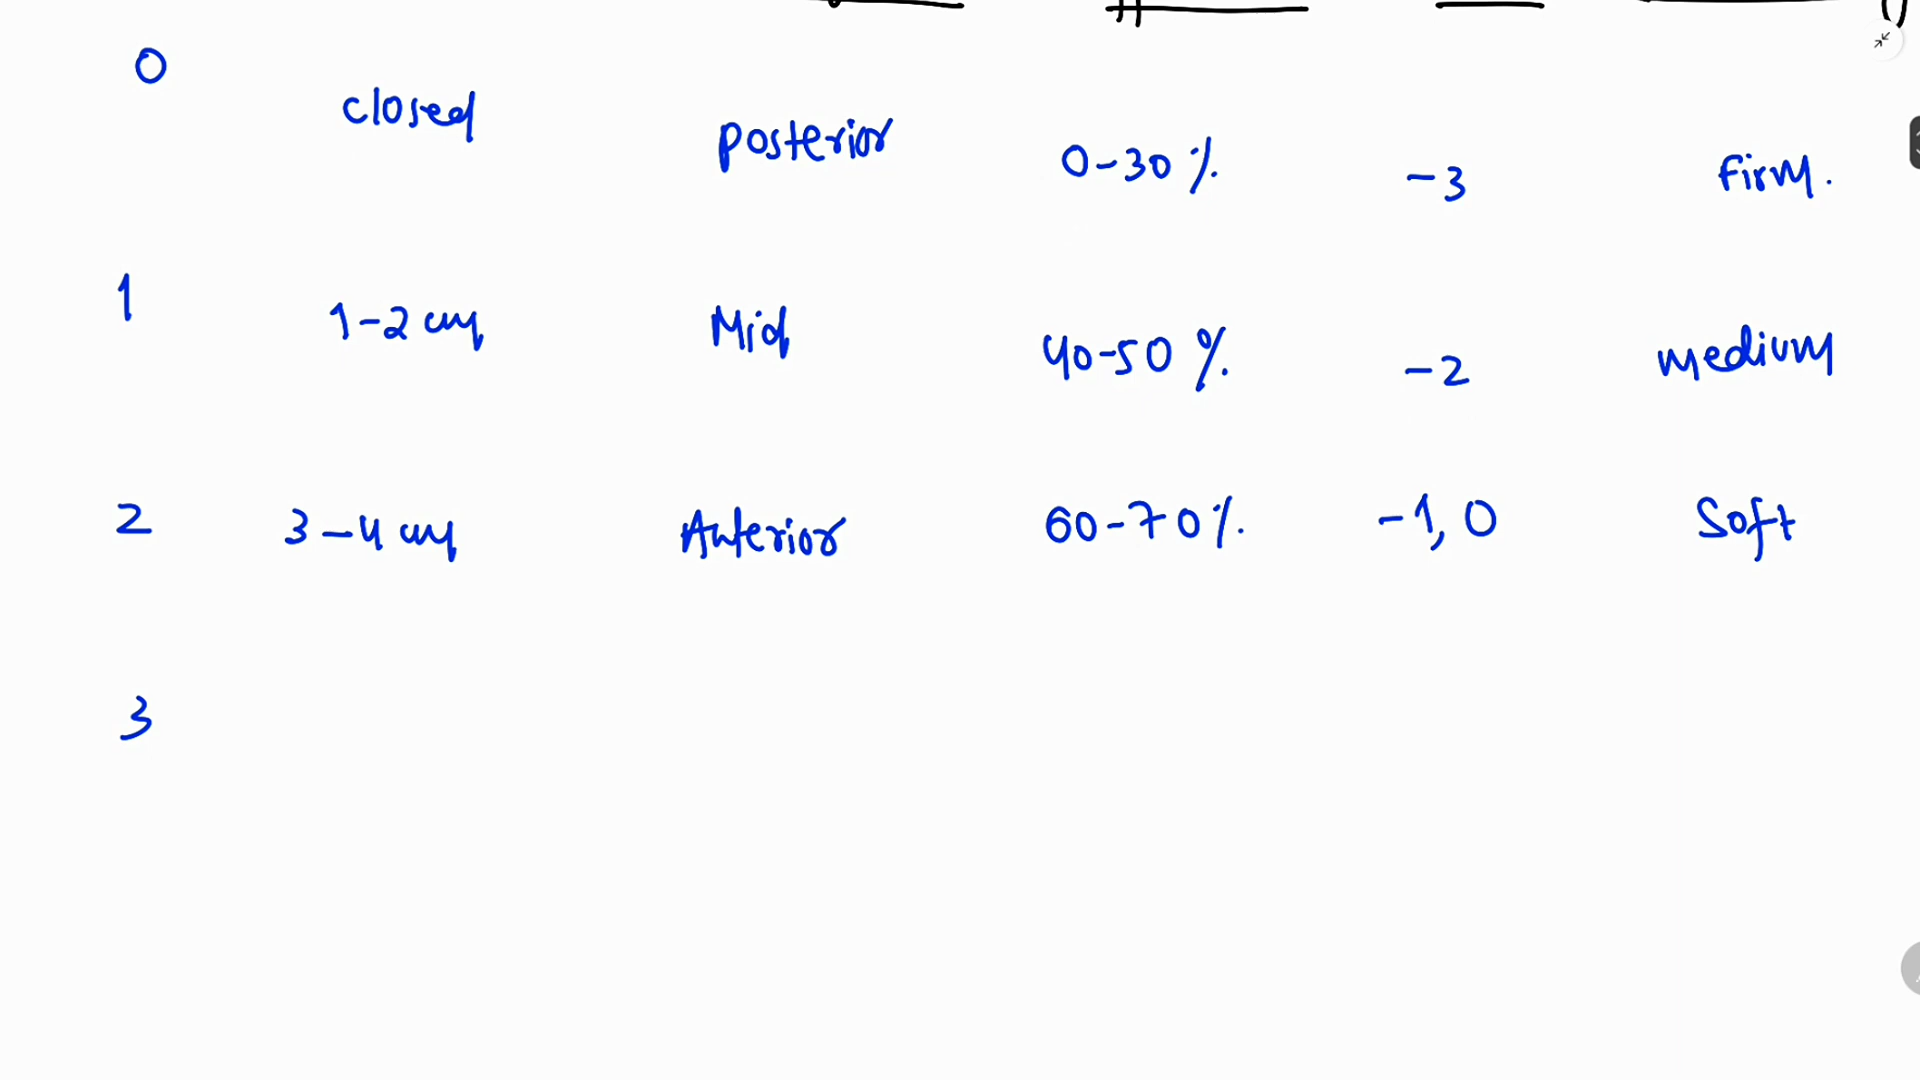 0 closed posterior 0-30 % -3 firm.
1 1-2 cm Mid 40-50 % -2 medium
2 3-4 cm Anterior 60-70% -1, 0 Soft
3